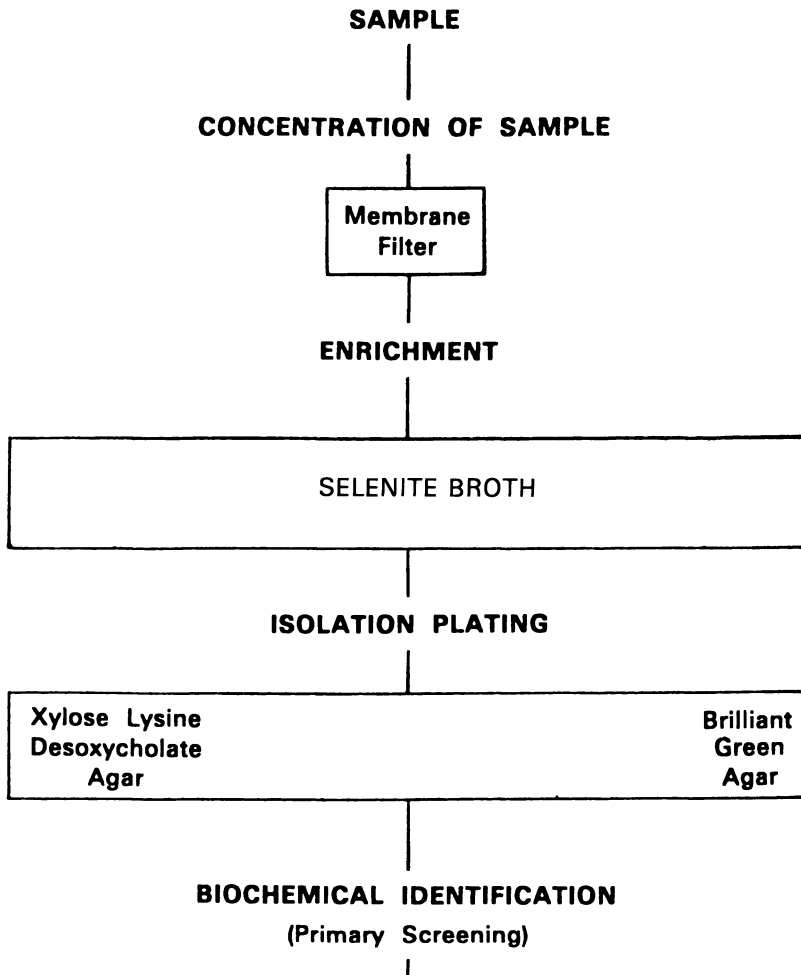 SAMPLE
CONCENTRATION OF SAMPLE
Membrane
Filter
ENRICHMENT
SELENITE BROTH
ISOLATION PLATING
Xylose Lysine
Desoxycholate
Agar
Brilliant
Green
Agar
BIOCHEMICAL IDENTIFICATION
(Primary Screening)